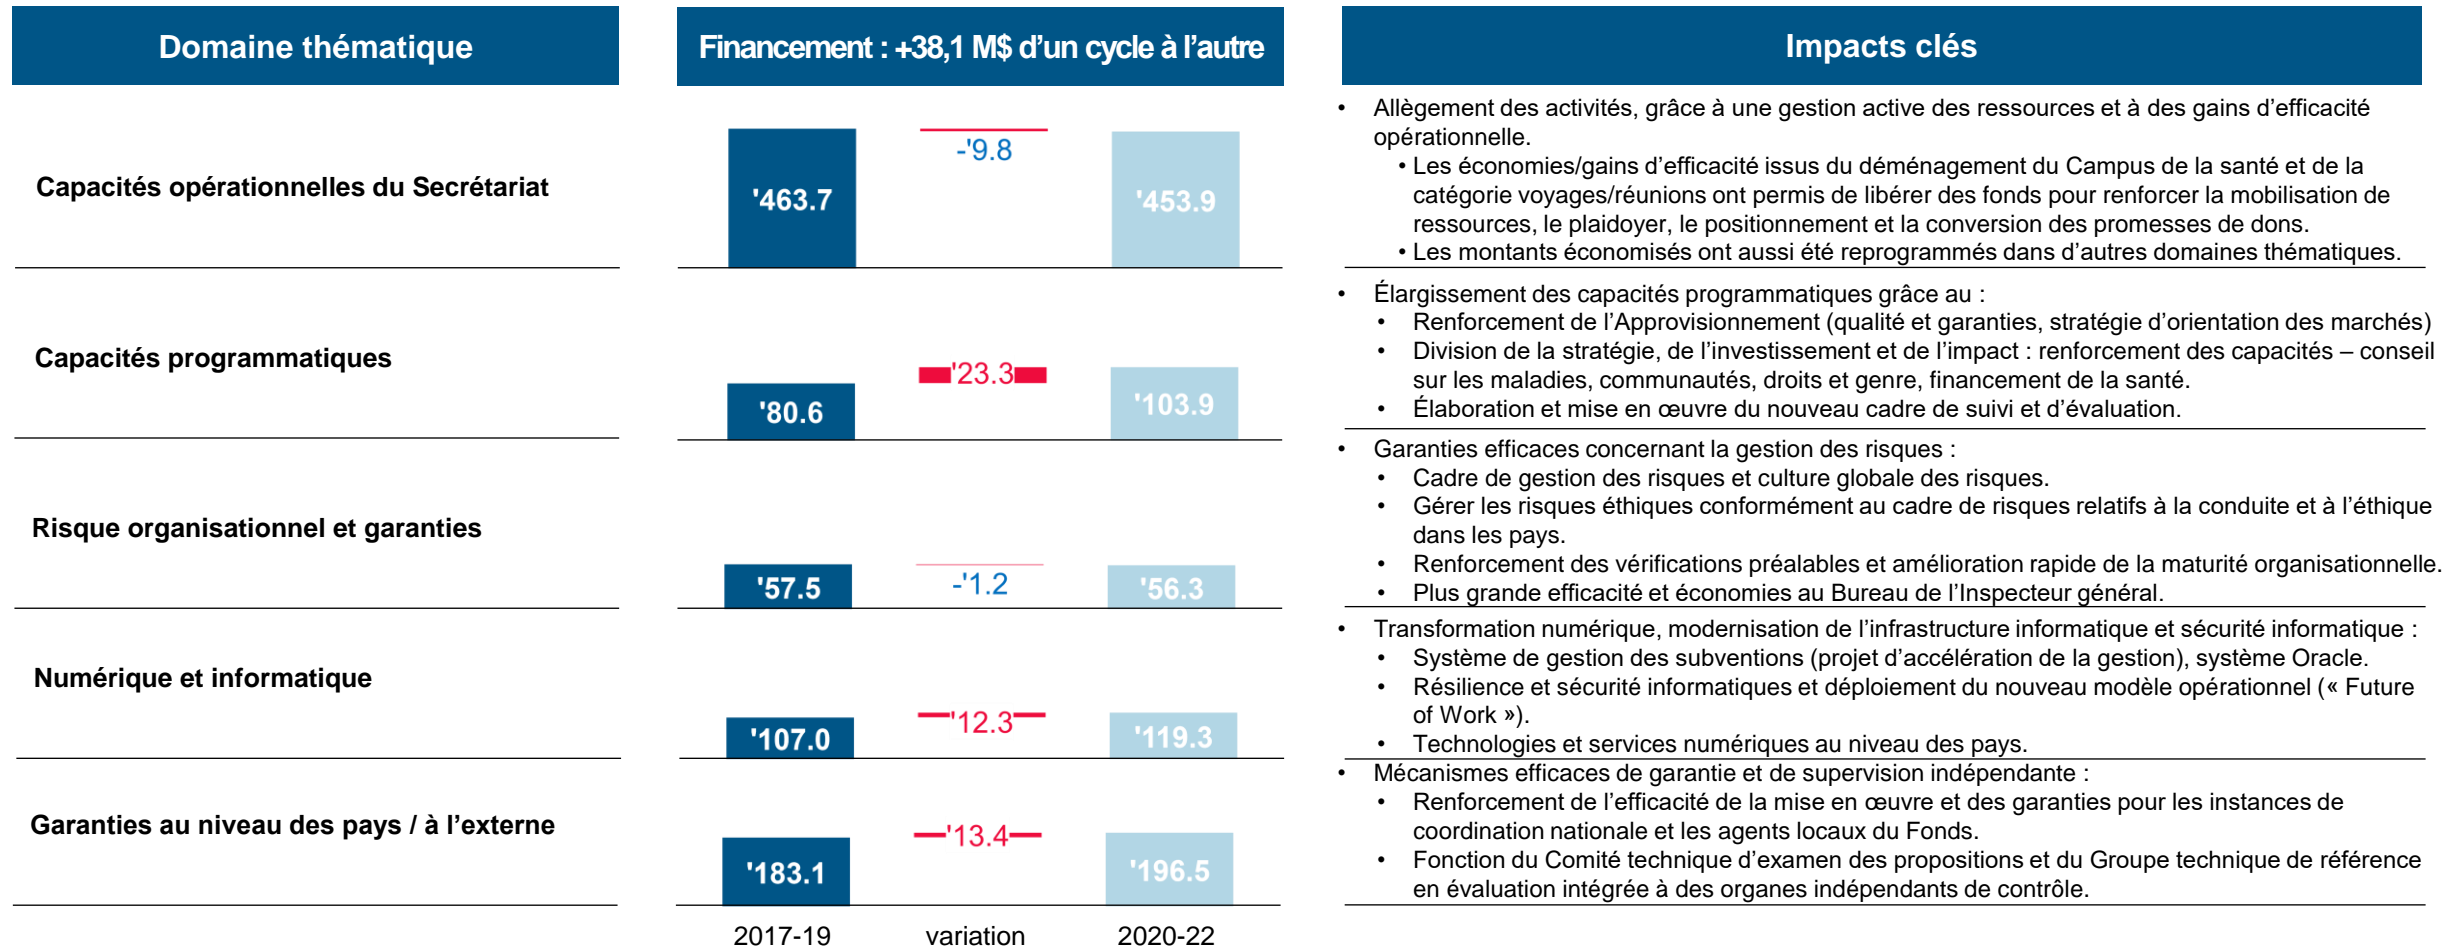 Domaine thématique
Financement : +38,1 M$ d’un cycle à l’autre
Impacts clés
Capacités opérationnelles du Secrétariat
'463.7
-'9.8
'453.9
• Allègement des activités, grâce à une gestion active des ressources et à des gains d’efficacité
opérationnelle.
• Les économies/gains d’efficacité issus du déménagement du Campus de la santé et de la
catégorie voyages/réunions ont permis de libérer des fonds pour renforcer la mobilisation de
ressources, le plaidoyer, le positionnement et la conversion des promesses de dons.
• Les montants économisés ont aussi été reprogrammés dans d’autres domaines thématiques.
Capacités programmatiques
'80.6
'23.3
'103.9
• Élargissement des capacités programmatiques grâce au :
• Renforcement de l’Approvisionnement (qualité et garanties, stratégie d’orientation des marchés)
• Division de la stratégie, de l’investissement et de l’impact : renforcement des capacités – conseil
sur les maladies, communautés, droits et genre, financement de la santé.
• Élaboration et mise en œuvre du nouveau cadre de suivi et d’évaluation.
Risque organisationnel et garanties
'57.5
-'1.2
'56.3
• Garanties efficaces concernant la gestion des risques :
• Cadre de gestion des risques et culture globale des risques.
• Gérer les risques éthiques conformément au cadre de risques relatifs à la conduite et à l’éthique
dans les pays.
• Renforcement des vérifications préalables et amélioration rapide de la maturité organisationnelle.
• Plus grande efficacité et économies au Bureau de l’Inspecteur général.
Numérique et informatique
'107.0
'12.3
'119.3
• Transformation numérique, modernisation de l’infrastructure informatique et sécurité informatique :
• Système de gestion des subventions (projet d’accélération de la gestion), système Oracle.
• Résilience et sécurité informatiques et déploiement du nouveau modèle opérationnel (« Future
of Work »).
• Technologies et services numériques au niveau des pays.
Garanties au niveau des pays / à l’externe
'183.1
'13.4
'196.5
• Mécanismes efficaces de garantie et de supervision indépendante :
• Renforcement de l’efficacité de la mise en œuvre et des garanties pour les instances de
coordination nationale et les agents locaux du Fonds.
• Fonction du Comité technique d’examen des propositions et du Groupe technique de référence
en évaluation intégrée à des organes indépendants de contrôle.
2017-19
variation
2020-22